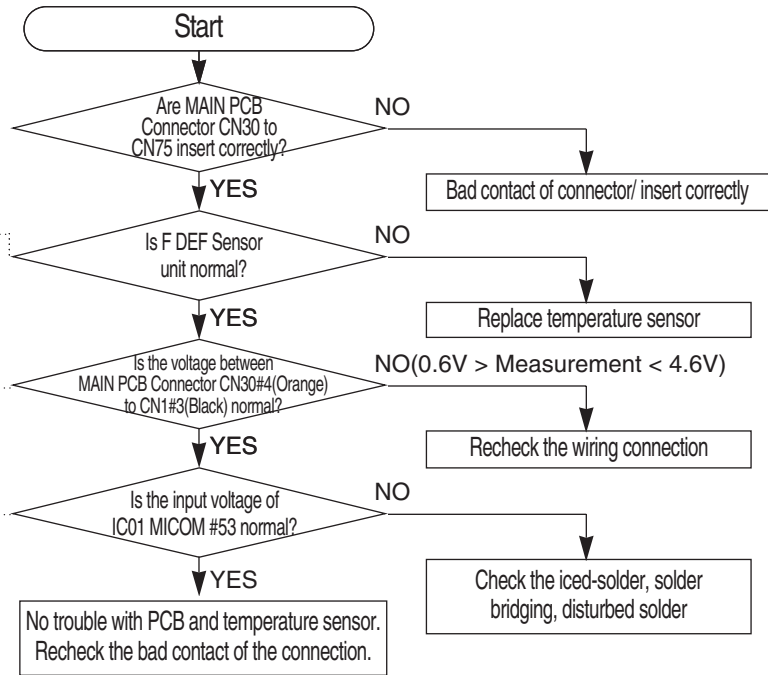 Start
Are MAIN PCB
Connector CN30 to
CN75 insert correctly?
NO
Bad contact of connector/ insert correctly
YES
Is F DEF Sensor
unit normal?
NO
Replace temperature sensor
YES
Is the voltage between
MAIN PCB Connector CN30#4(Orange)
to CN1#3(Black) normal?
NO(0.6V > Measurement < 4.6V)
Recheck the wiring connection
YES
Is the input voltage of
IC01 MICOM #53 normal?
NO
Check the iced-solder, solder
bridging, disturbed solder
YES
No trouble with PCB and temperature sensor.
Recheck the bad contact of the connection.